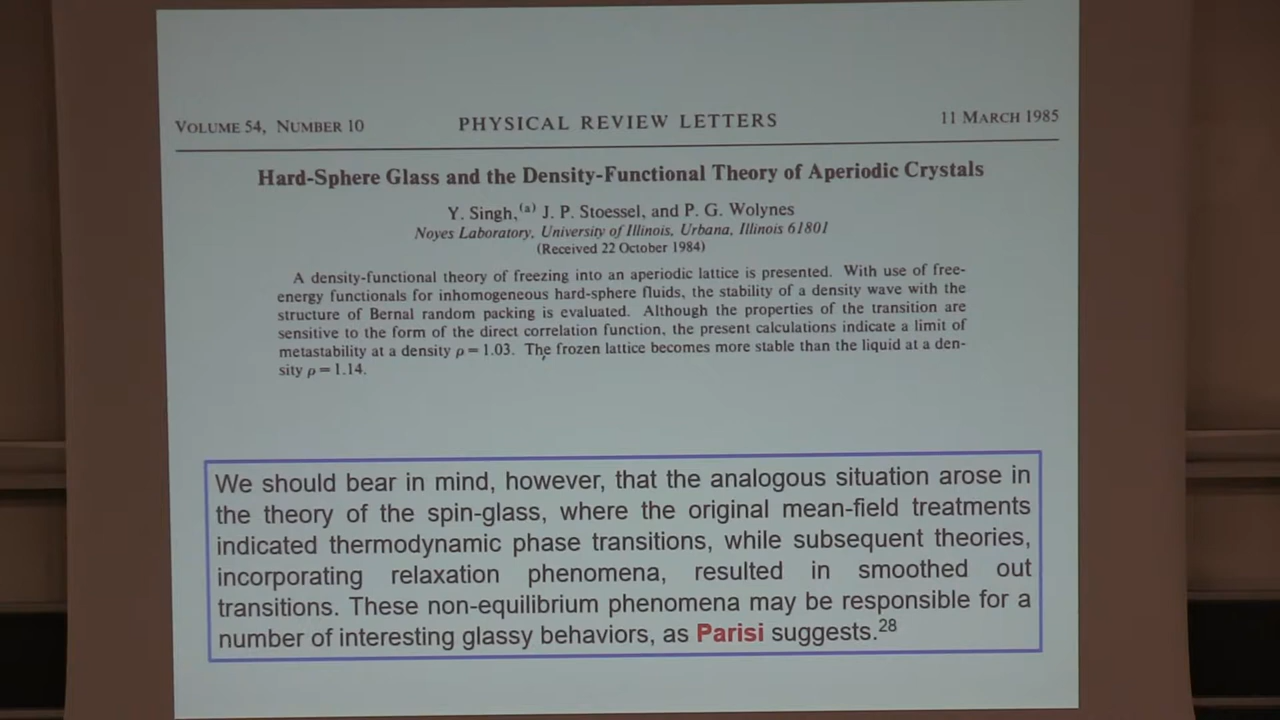 VOLUME 54, NUMBER 10 PHYSICAL REVIEW LETTERS 11 MARCH 1985
Hard-Sphere Glass and the Density-Functional Theory of Aperiodic Crystals
Y. Singh,(a) J. P. Stoessel, and P. G. Wolynes
Noyes Laboratory, University of Illinois, Urbana, Illinois 61801
(Received 22 October 1984)
A density-functional theory of freezing into an aperiodic lattice is presented. With use of free-
energy functionals for inhomogeneous hard-sphere fluids, the stability of a density wave with the
structure of Bernal random packing is evaluated. Although the properties of the transition are
sensitive to the form of the direct correlation function, the present calculations indicate a limit of
metastability at a density ρ = 1.03. The frozen lattice becomes more stable than the liquid at a den-
sity ρ = 1.14.
We should bear in mind, however, that the analogous situation arose in
the theory of the spin-glass, where the original mean-field treatments
indicated thermodynamic phase transitions, while subsequent theories,
incorporating relaxation phenomena, resulted in smoothed out
transitions. These non-equilibrium phenomena may be responsible for a
number of interesting glassy behaviors, as Parisi suggests.28